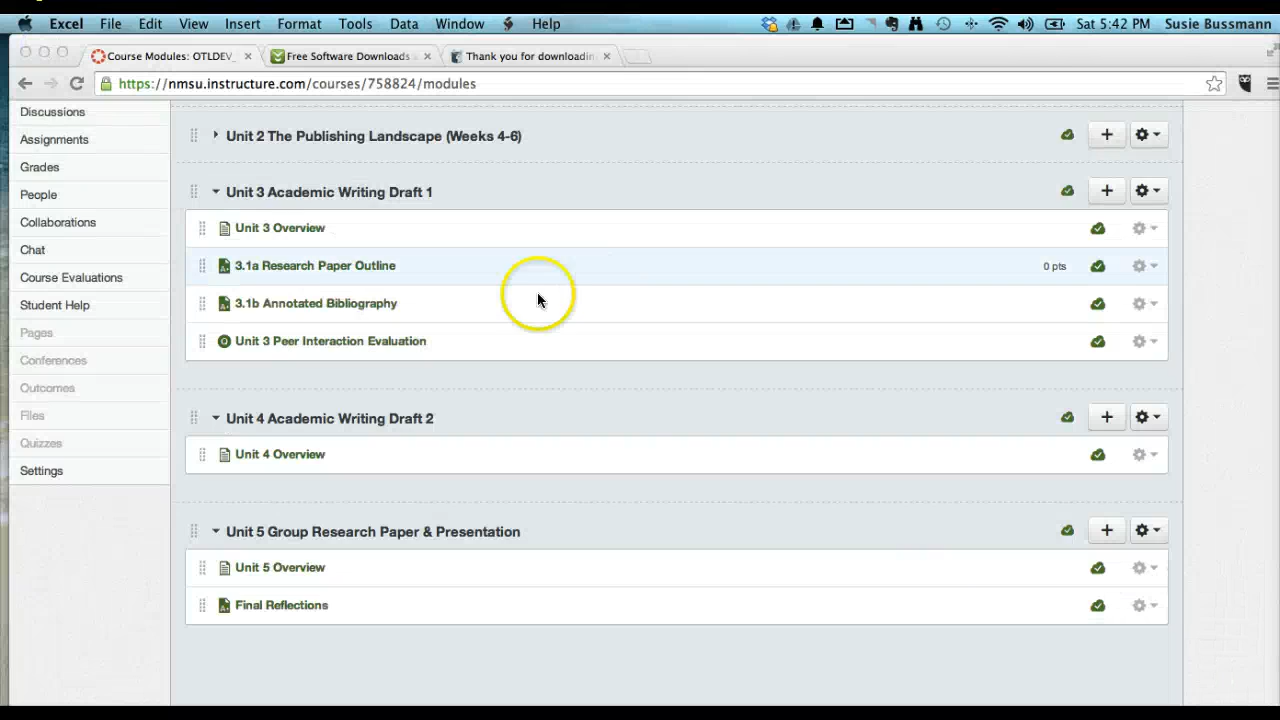 Excel File Edit View Insert Format Tools Data Window Help Sat 5:42 PM Susie Bussmann
Course Modules: OTLDEV_ Free Software Downloads Thank you for downloadin
https://nmsu.instructure.com/courses/758824/modules
Discussions
Assignments
Grades
People
Collaborations
Chat
Course Evaluations
Student Help
Pages
Conferences
Outcomes
Files
Quizzes
Settings
Unit 2 The Publishing Landscape (Weeks 4-6)
Unit 3 Academic Writing Draft 1
Unit 3 Overview
3.1a Research Paper Outline 0 pts
3.1b Annotated Bibliography
Unit 3 Peer Interaction Evaluation
Unit 4 Academic Writing Draft 2
Unit 4 Overview
Unit 5 Group Research Paper & Presentation
Unit 5 Overview
Final Reflections